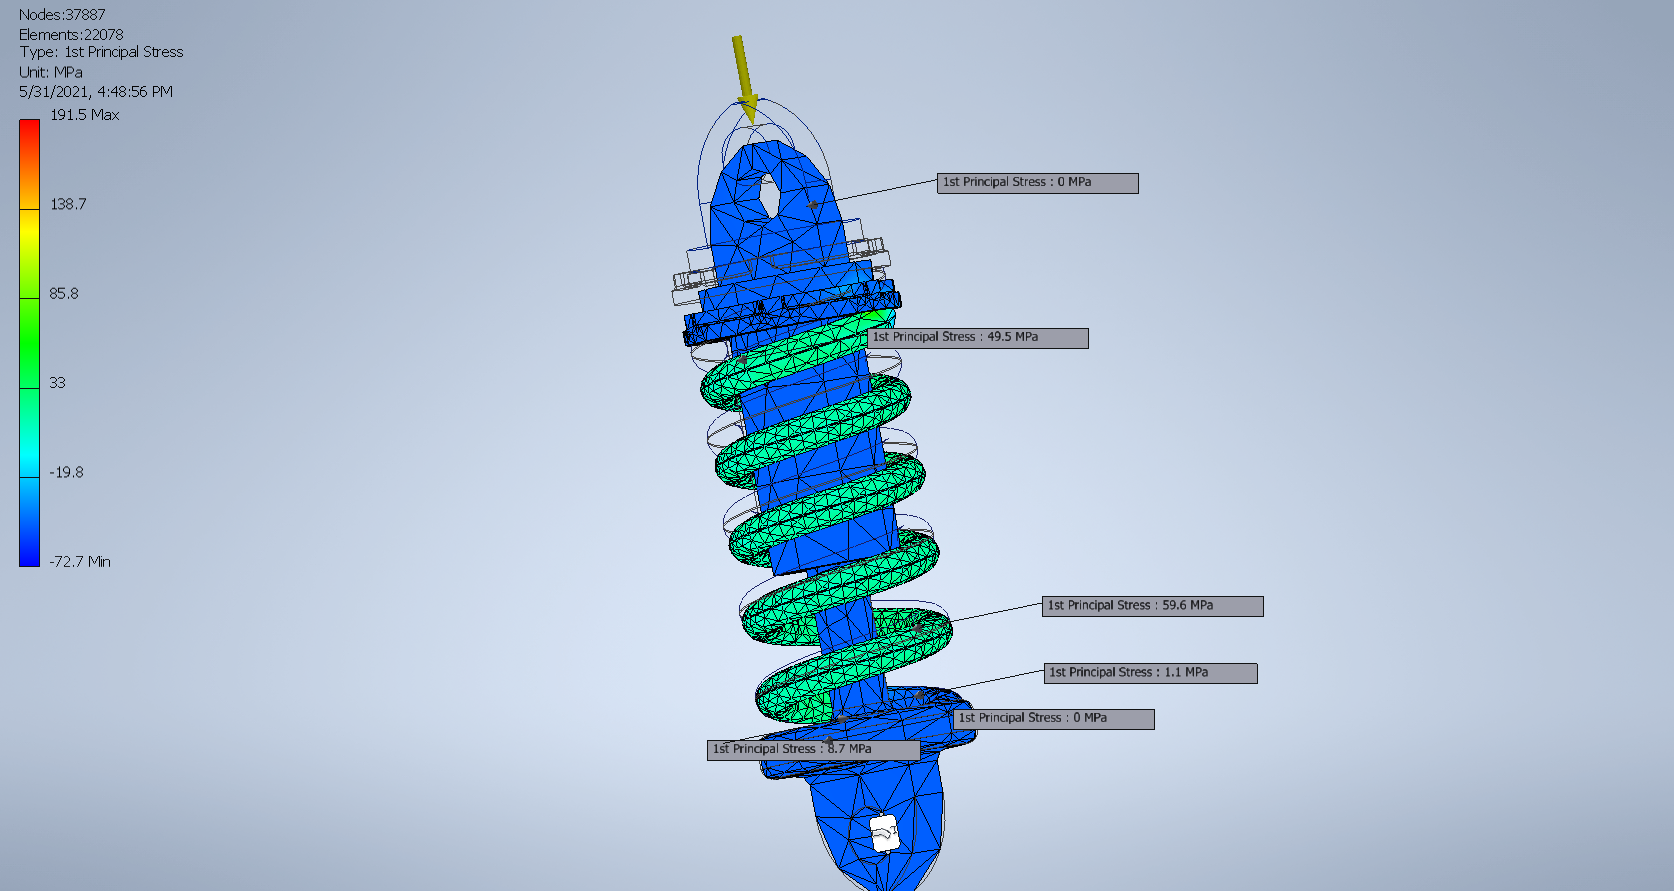 Nodes:37887
Elements:22078
Type: 1st Principal Stress
Unit: MPa
5/31/2021, 4:48:56 PM
191.5 Max
138.7
85.8
33
-19.8
-72.7 Min
1st Principal Stress : 0 MPa
1st Principal Stress : 49.5 MPa
1st Principal Stress : 59.6 MPa
1st Principal Stress : 1.1 MPa
1st Principal Stress : 0 MPa
1st Principal Stress : 8.7 MPa